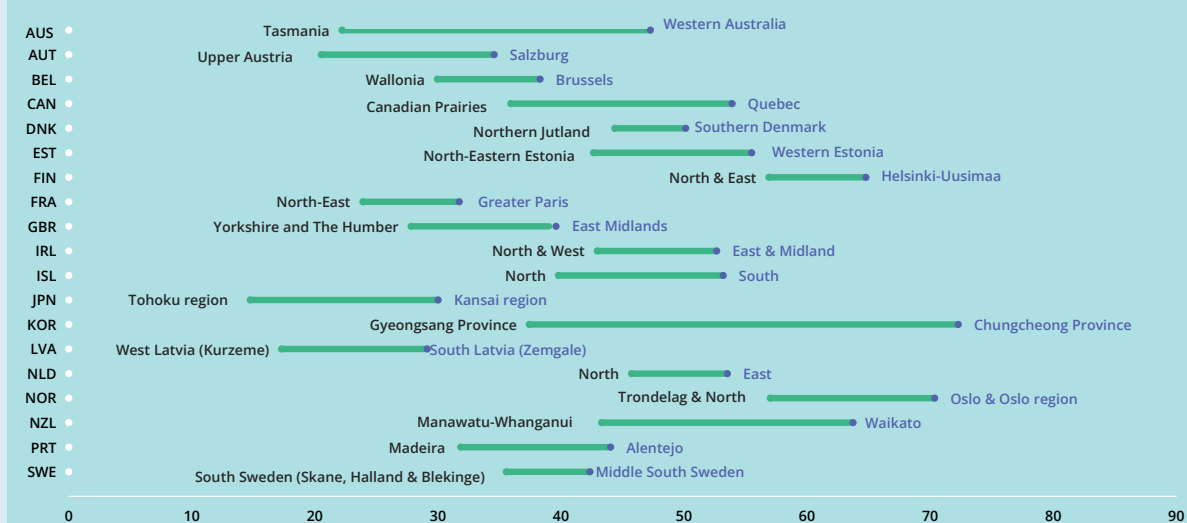 AUS Tasmania Western Australia
AUT Upper Austria Salzburg
BEL Wallonia Brussels
CAN Canadian Prairies Quebec
DNK Northern Jutland Southern Denmark
EST North-Eastern Estonia Western Estonia
FIN North & East Helsinki-Uusimaa
FRA North-East Greater Paris
GBR Yorkshire and The Humber East Midlands
IRL North & West East & Midland
ISL North South
JPN Tohoku region Kansai region
KOR Gyeongsang Province Chungcheong Province
LVA West Latvia (Kurzeme) South Latvia (Zemgale)
NLD North East
NOR Trondelag & North Oslo & Oslo region
NZL Manawatu-Whanganui Waikato
PRT Madeira Alentejo
SWE South Sweden (Skane, Halland & Blekinge) Middle South Sweden
0 10 20 30 40 50 60 70 80 90